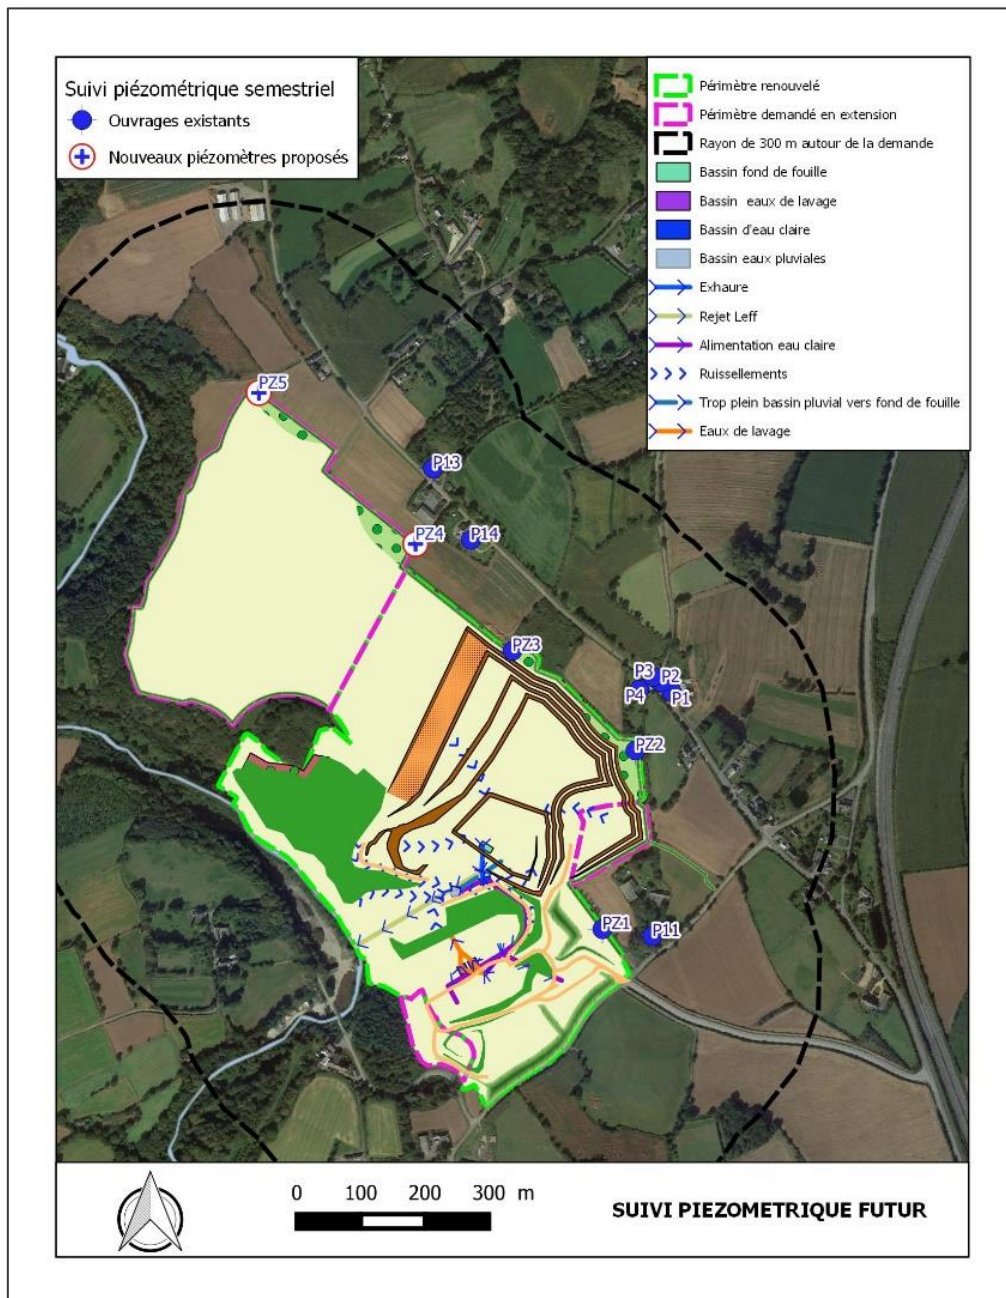 Suivi piézométrique semestriel
Ouvrages existants
Nouveaux piézomètres proposés
Périmètre renouvelé
Périmètre demandé en extension
Rayon de 300 m autour de la demande
Bassin fond de fouille
Bassin eaux de lavage
Bassin d'eau claire
Bassin eaux pluviales
Exhaure
Rejet Leff
Alimentation eau claire
Ruissellements
Trop plein bassin pluvial vers fond de fouille
Eaux de lavage
PZ5
P13
PZ4
P14
PZ3
P3
P2
P4
P1
PZ2
PZ1
P11
0 100 200 300 m
SUIVI PIEZOMETRIQUE FUTUR